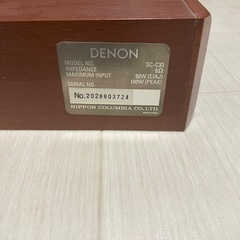 DENON
MODEL NO. SC-C33
IMPEDANCE 6Ω
MAXIMUM INPUT 80W (EIAJ)
160W (PEAK)
SERIAL NO.
No. 2028803724
NIPPON COLUMBIA CO., LTD.